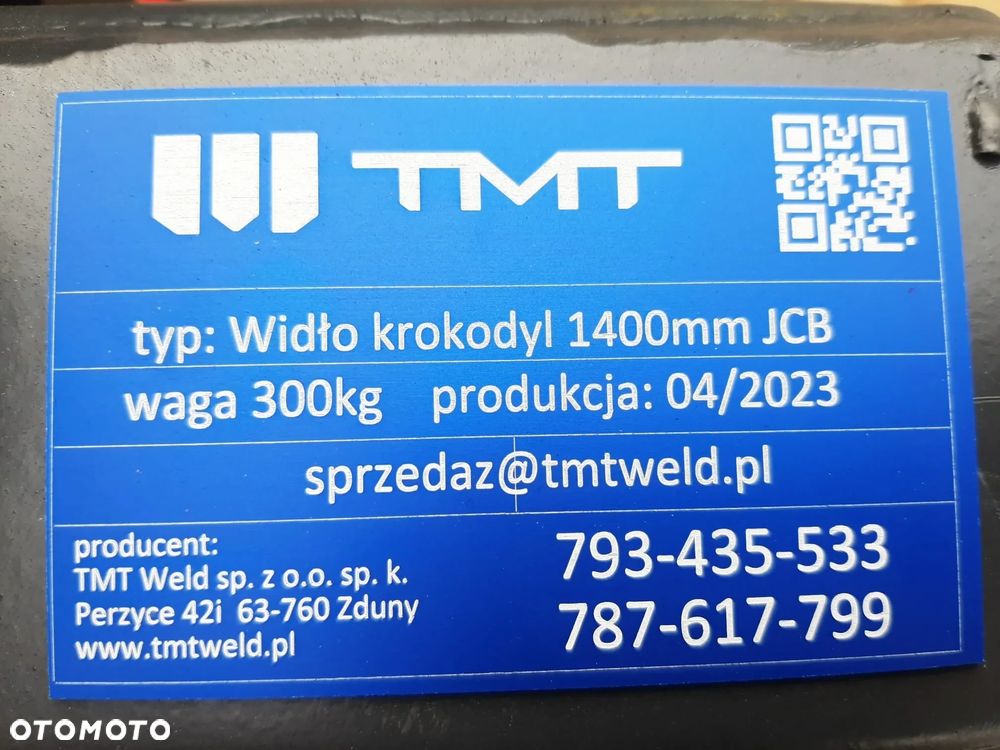 TMT
typ: Widło krokodyl 1400mm JCB
waga 300kg produkcja: 04/2023
sprzedaz@tmtweld.pl
producent:
TMT Weld sp. z o.o. sp. k.
Perzyce 42i 63-760 Zduny
www.tmtweld.pl
793-435-533
787-617-799
OTOMOTO